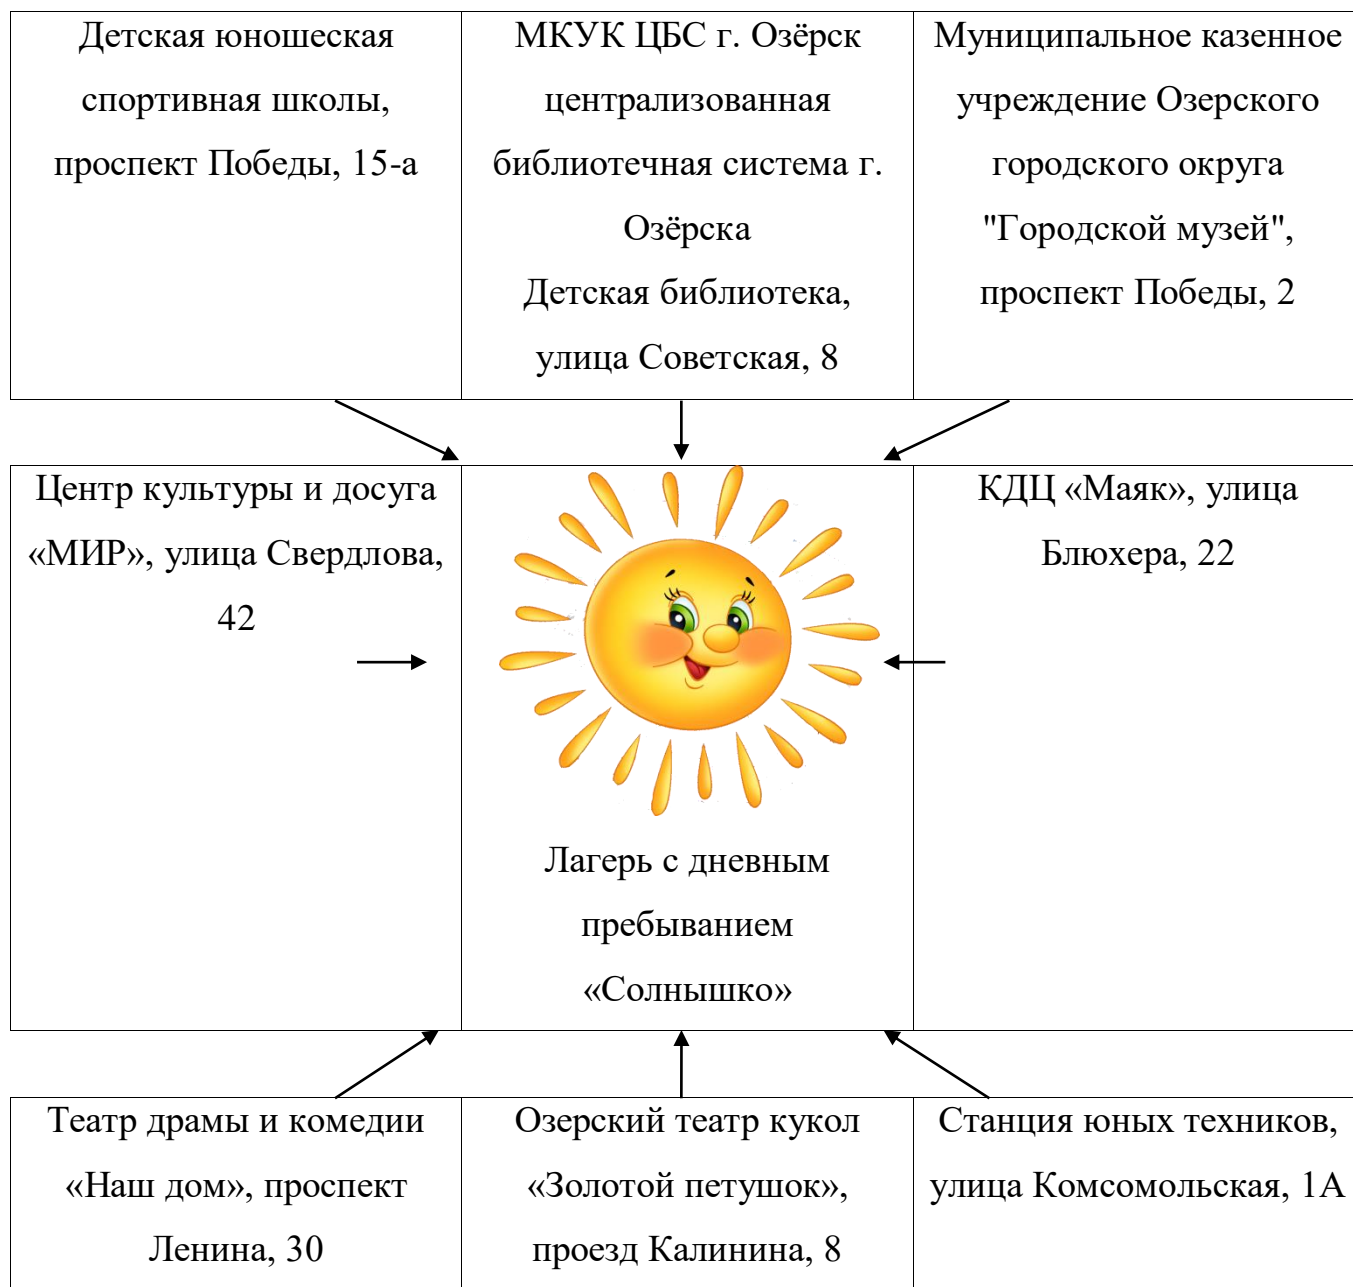 Детская юношеская
спортивная школы,
проспект Победы, 15-а
МКУК ЦБС г. Озёрск
централизованная
библиотечная система г.
Озёрска
Детская библиотека,
улица Советская, 8
Муниципальное казенное
учреждение Озерского
городского округа
"Городской музей",
проспект Победы, 2
Центр культуры и досуга
«МИР», улица Свердлова,
42
Лагерь с дневным
пребыванием
«Солнышко»
КДЦ «Маяк», улица
Блюхера, 22
Театр драмы и комедии
«Наш дом», проспект
Ленина, 30
Озерский театр кукол
«Золотой петушок»,
проезд Калинина, 8
Станция юных техников,
улица Комсомольская, 1А